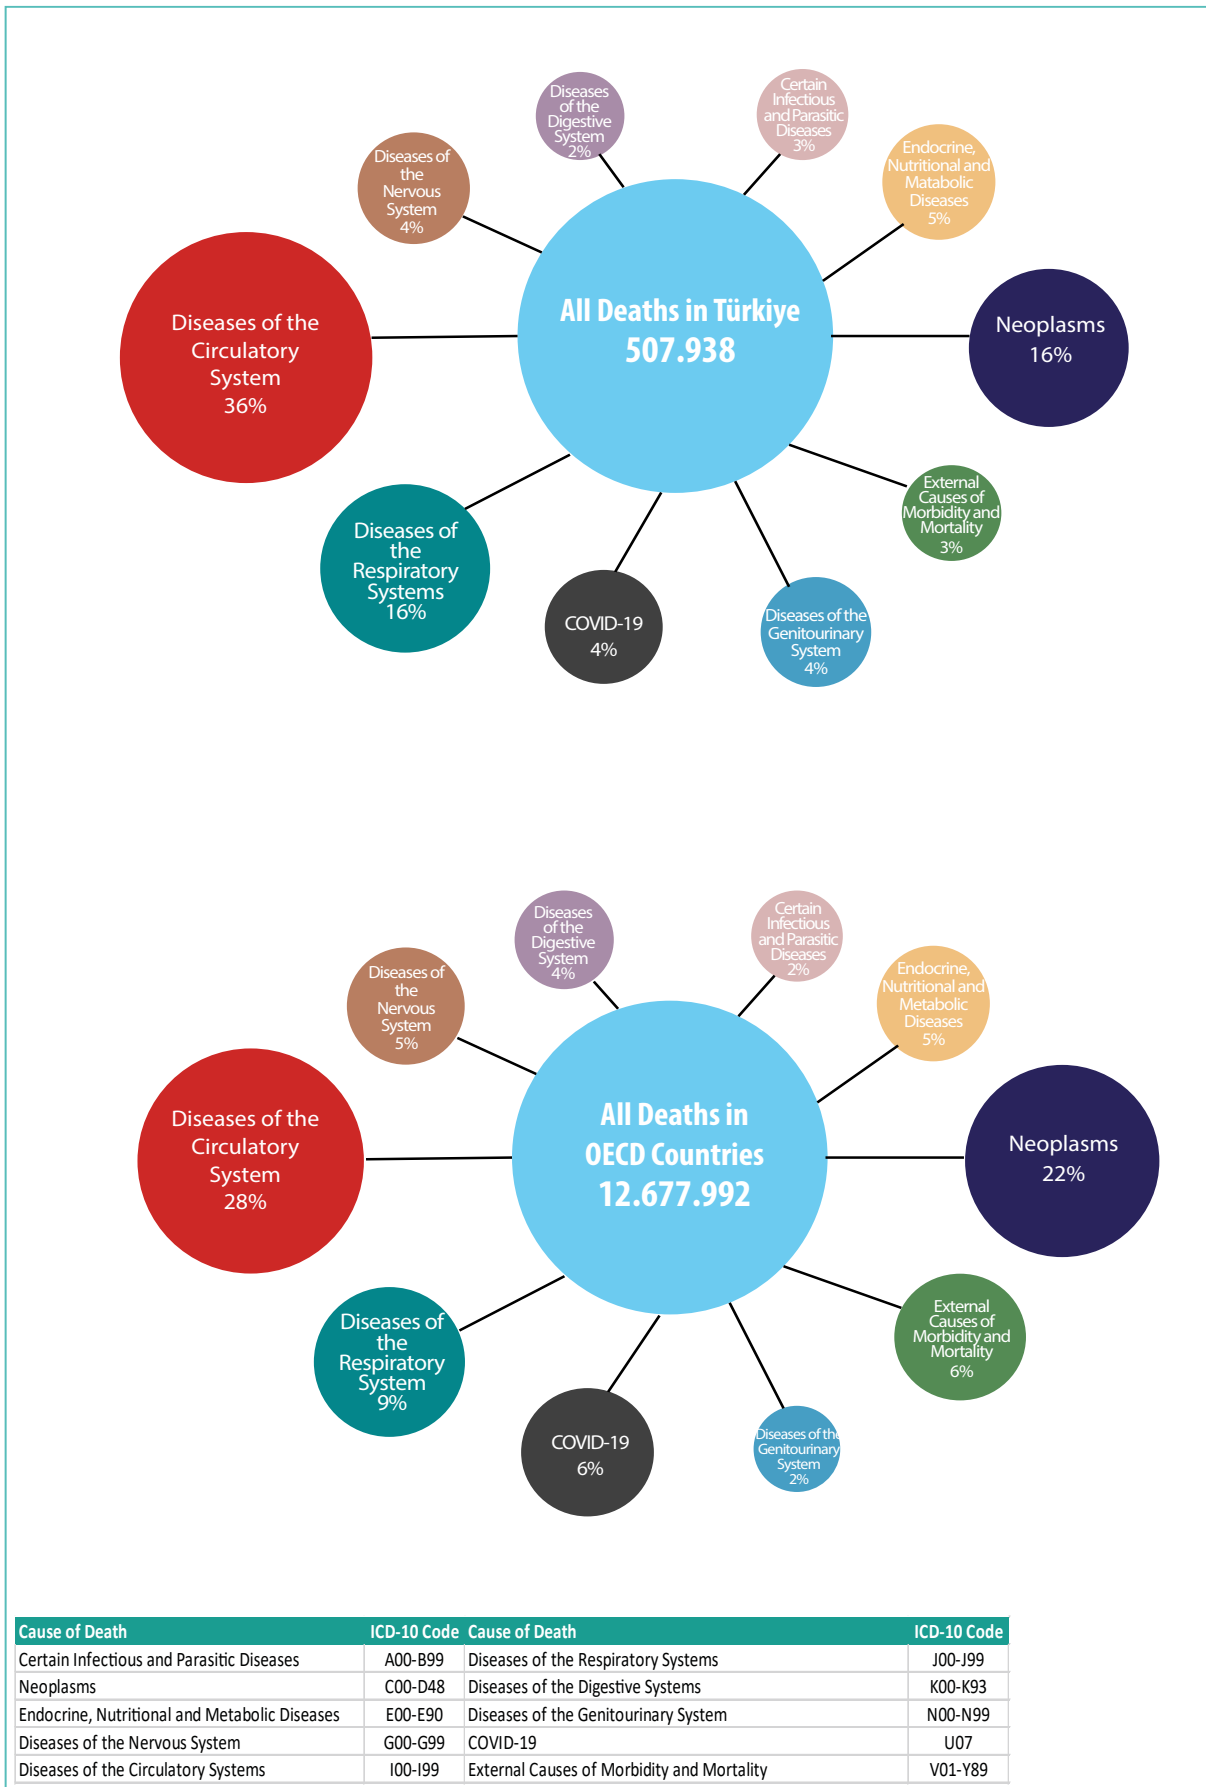 Diseases
of the
Digestive
System
2%
Certain
Infectious
and Parasitic
Diseases
3%
Diseases of
the
Nervous
System
4%
Endocrine,
Nutritional and
Matabolic
Diseases
5%
Diseases of the
Circulatory
System
36%
All Deaths in Türkiye
507.938
Neoplasms
16%
Diseases of
the
Respiratory
Systems
16%
External
Causes of
Morbidity and
Mortality
3%
COVID-19
4%
Diseases of the
Genitourinary
System
4%
Diseases
of the
Digestive
System
4%
Certain
Infectious
and Parasitic
Diseases
2%
Diseases of
the
Nervous
System
5%
Endocrine,
Nutritional and
Metabolic
Diseases
5%
Diseases of the
Circulatory
System
28%
All Deaths in
OECD Countries
12.677.992
Neoplasms
22%
Diseases of
the
Respiratory
System
9%
External
Causes of
Morbidity and
Mortality
6%
COVID-19
6%
Diseases of the
Genitourinary
System
2%
Cause of Death ICD-10 Code Cause of Death ICD-10 Code
Certain Infectious and Parasitic Diseases A00-B99 Diseases of the Respiratory Systems J00-J99
Neoplasms C00-D48 Diseases of the Digestive Systems K00-K93
Endocrine, Nutritional and Metabolic Diseases E00-E90 Diseases of the Genitourinary System N00-N99
Diseases of the Nervous System G00-G99 COVID-19 U07
Diseases of the Circulatory Systems I00-I99 External Causes of Morbidity and Mortality V01-Y89